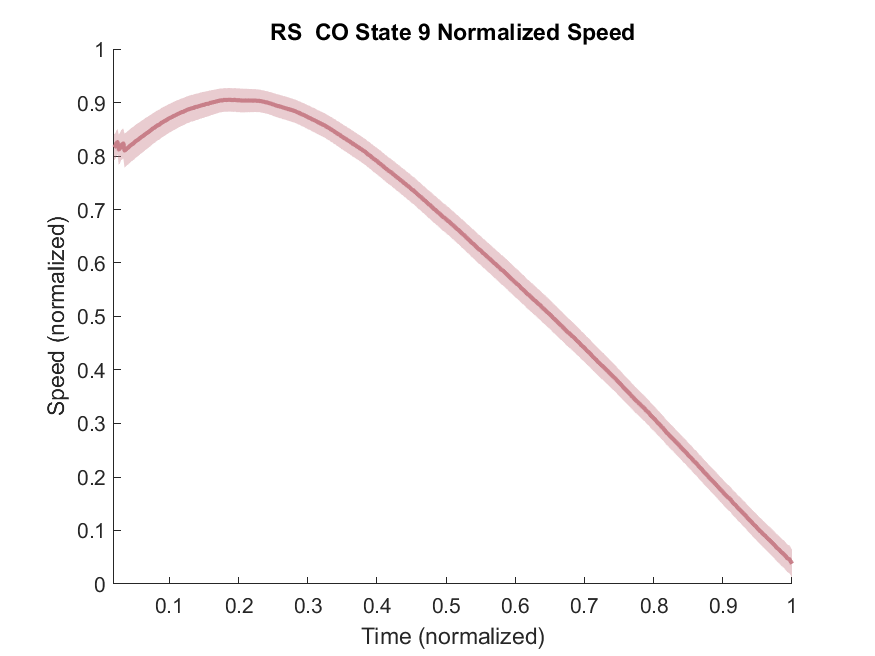 RS  CO State 9 Normalized Speed
1
0.9
0.8
0.7
0.6
0.5
0.4
0.3
0.2
0.1
0
Speed (normalized)
0.1 0.2 0.3 0.4 0.5 0.6 0.7 0.8 0.9 1
Time (normalized)